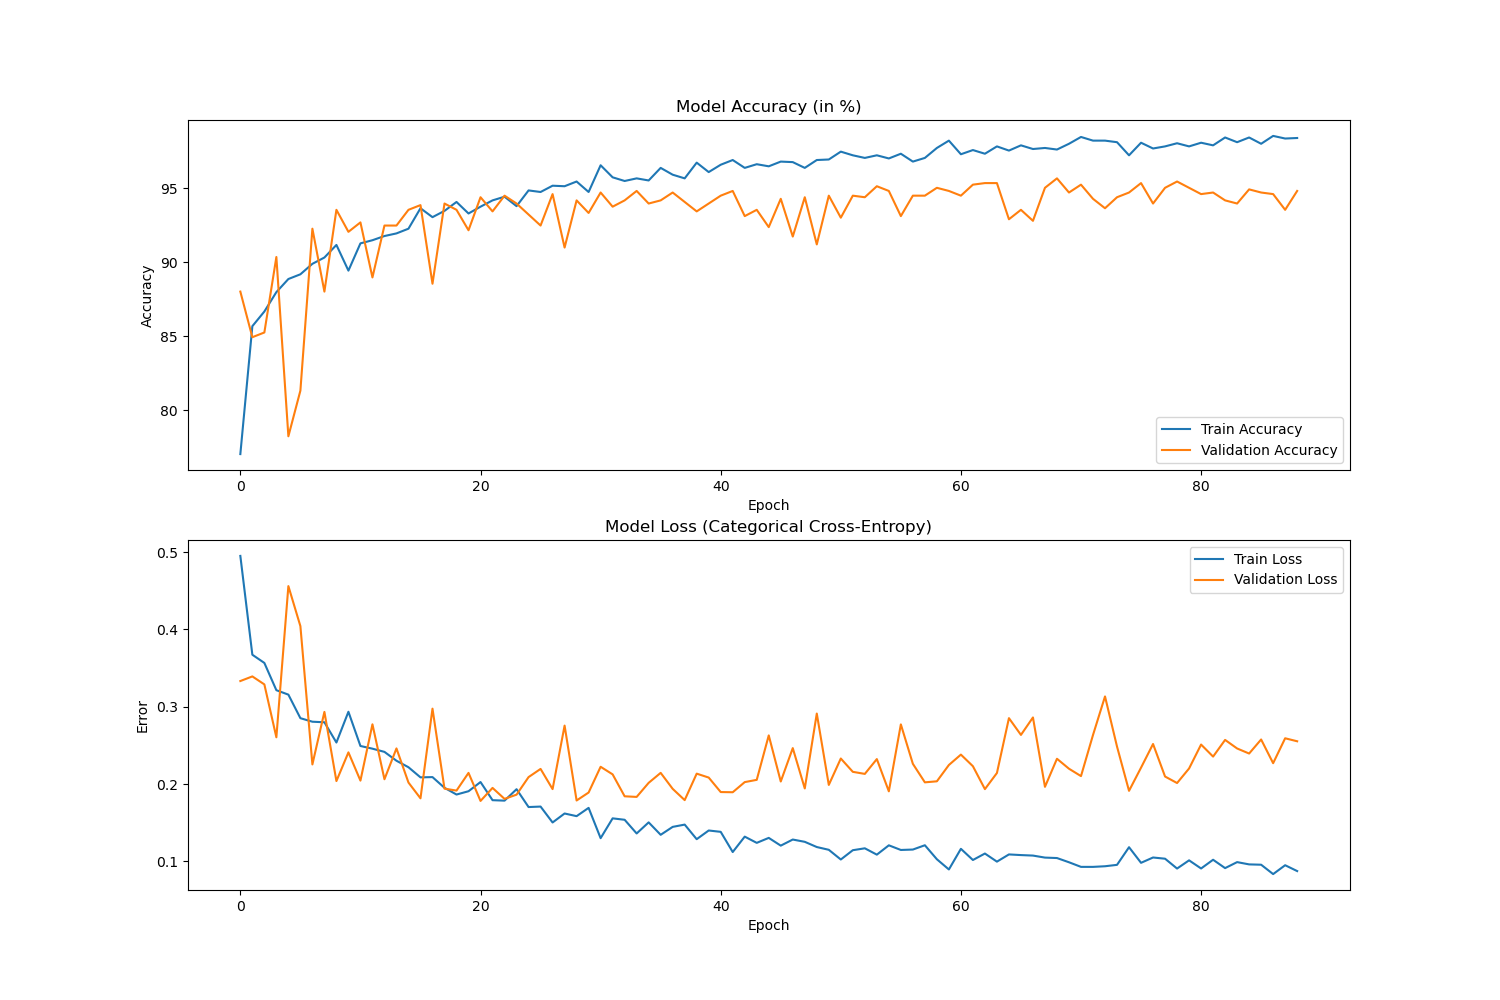 Model Accuracy (in %)
95
90
85
80
Accuracy
Train Accuracy
Validation Accuracy
0 20 40 60 80
Epoch
Model Loss (Categorical Cross-Entropy)
0.5
0.4
0.3
0.2
0.1
Error
Train Loss
Validation Loss
0 20 40 60 80
Epoch